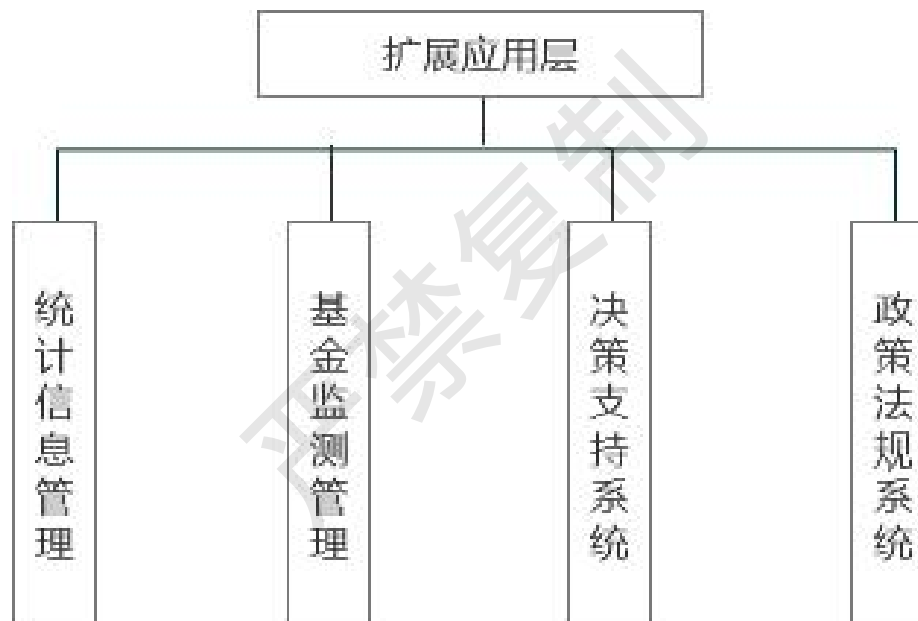 扩展应用层
统计信息管理
基金监测管理
决策支持系统
政策法规系统
严禁复制